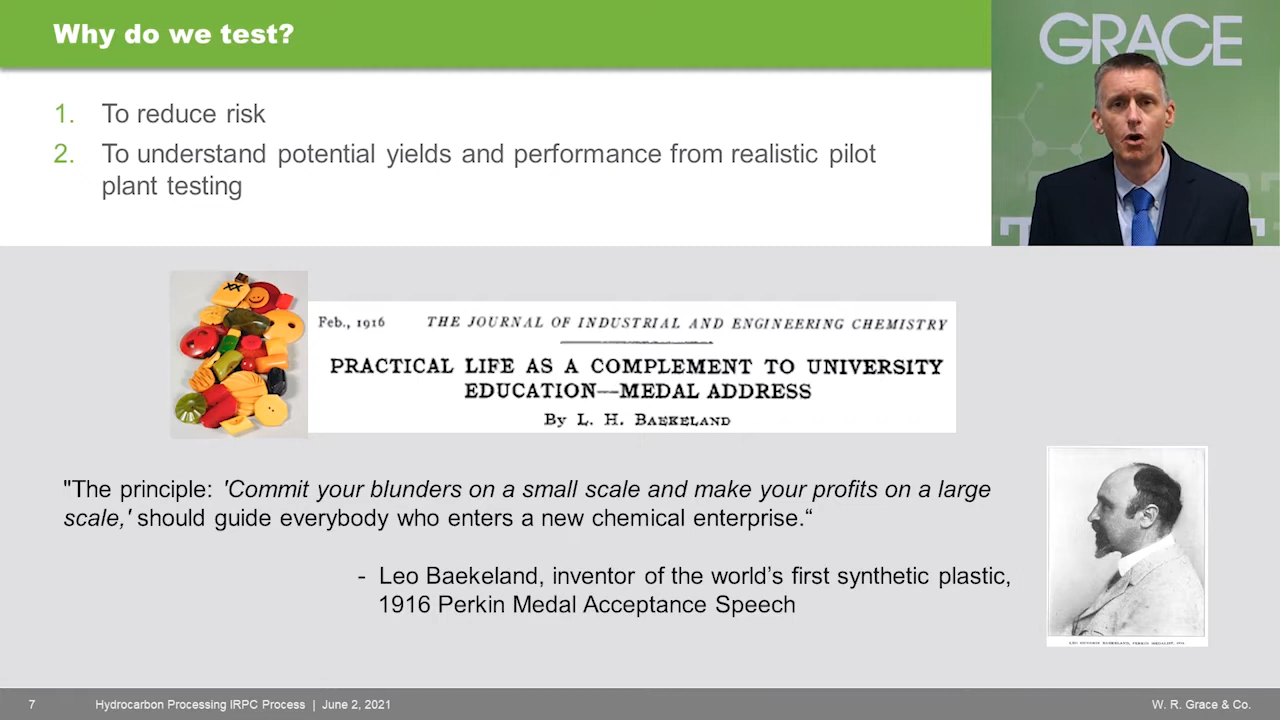 Why do we test?
GRACE
1. To reduce risk
2. To understand potential yields and performance from realistic pilot
plant testing
Feb., 1916 THE JOURNAL OF INDUSTRIAL AND ENGINEERING CHEMISTRY
PRACTICAL LIFE AS A COMPLEMENT TO UNIVERSITY
EDUCATION—MEDAL ADDRESS
By L. H. BAEKELAND
"The principle: 'Commit your blunders on a small scale and make your profits on a large
scale,' should guide everybody who enters a new chemical enterprise.“
- Leo Baekeland, inventor of the world’s first synthetic plastic,
1916 Perkin Medal Acceptance Speech
7 Hydrocarbon Processing IRPC Process | June 2, 2021 W. R. Grace & Co.